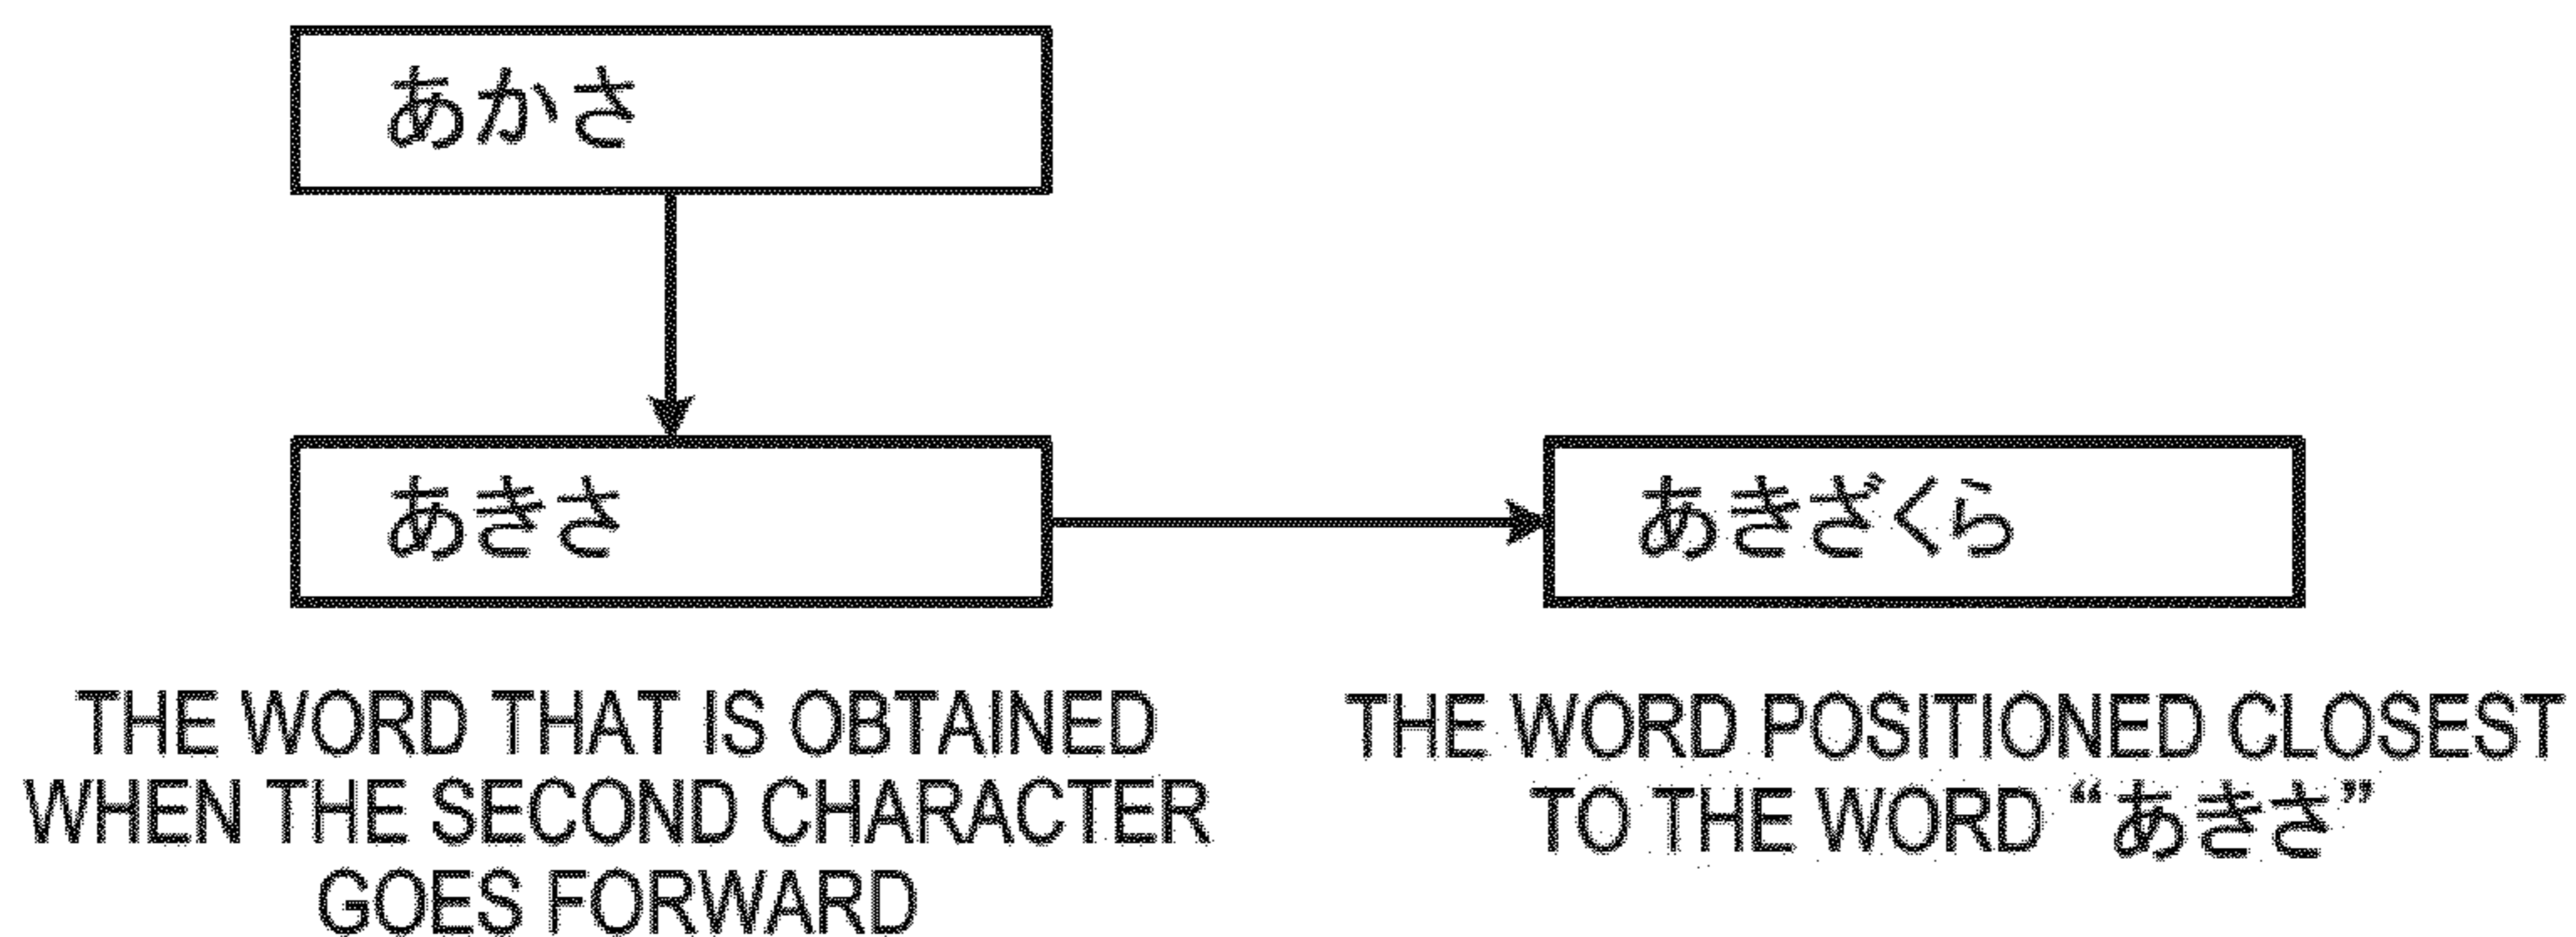 あかさ
あきさ
あきざくら
THE WORD THAT IS OBTAINED
WHEN THE SECOND CHARACTER
GOES FORWARD
THE WORD POSITIONED CLOSEST
TO THE WORD “あきさ”